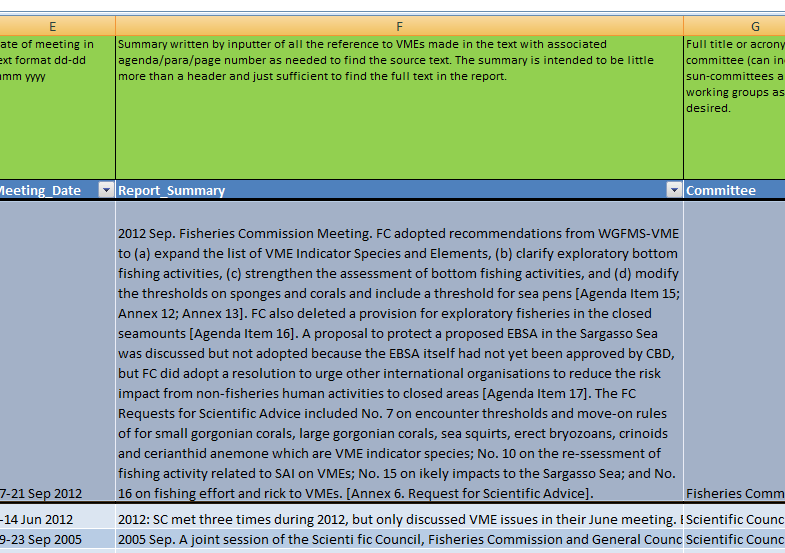 E F G
ate of meeting in
ext format dd-dd
mm yyyy
Summary written by inputter of all the reference to VMEs made in the text with associated
agenda/para/page number as needed to find the source text. The summary is intended to be little
more than a header and just sufficient to find the full text in the report.
Full title or acrony
committee (can in
sun-committees a
working groups as
desired.
Meeting_Date
Report_Summary
Committee
2012 Sep. Fisheries Commission Meeting. FC adopted recommendations from WGFMS-VME
to (a) expand the list of VME Indicator Species and Elements, (b) clarify exploratory bottom
fishing activities, (c) strengthen the assessment of bottom fishing activities, and (d) modify
the thresholds on sponges and corals and include a threshold for sea pens [Agenda Item 15;
Annex 12; Annex 13]. FC also deleted a provision for exploratory fisheries in the closed
seamounts [Agenda Item 16]. A proposal to protect a proposed EBSA in the Sargasso Sea
was discussed but not adopted because the EBSA itself had not yet been approved by CBD,
but FC did adopt a resolution to urge other international organisations to reduce the risk
impact from non-fisheries human activities to closed areas [Agenda Item 17]. The FC
Requests for Scientific Advice included No. 7 on encounter thresholds and move-on rules
of for small gorgonian corals, large gorgonian corals, sea squirts, erect bryozoans, crinoids
and cerianthid anemone which are VME indicator species; No. 10 on the re-ssessment of
fishing activity related to SAI on VMEs; No. 15 on ikely impacts to the Sargasso Sea; and No.
16 on fishing effort and rick to VMEs. [Annex 6. Request for Scientific Advice].
7-21 Sep 2012
Fisheries Comm
-14 Jun 2012
2012: SC met three times during 2012, but only discussed VME issues in their June meeting.
Scientific Counc
9-23 Sep 2005
2005 Sep. A joint session of the Scienti fic Council, Fisheries Commission and General Counc
Scientific Counc